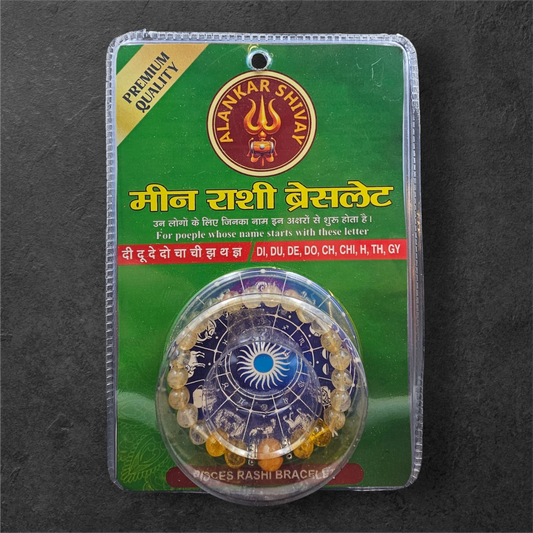 PREMIUM
QUALITY
ALANKAR SHIVAY
मीन राशी ब्रेसलेट
उन लोगों के लिए जिनका नाम इन अक्षरों से शुरू होता है।
For poeple whose name starts with these letter
दी दू दे दो चा ची झ थ ज्ञ / DI, DU, DE, DO, CH, CHI, H, TH, GY
PISCES RASHI BRACELET